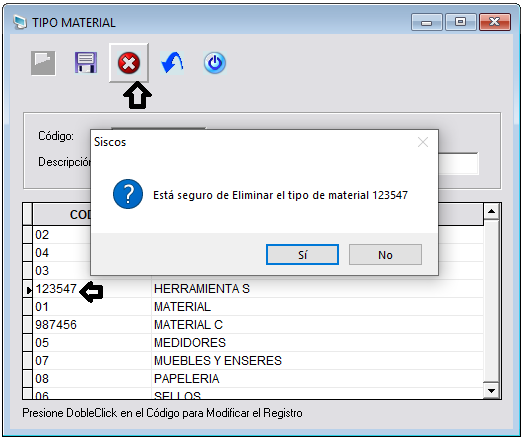 TIPO MATERIAL
Código:
Descripción
Siscos
Está seguro de Eliminar el tipo de material 123547
Sí No
02
04
03
123547 HERRAMIENTA S
01 MATERIAL
987456 MATERIAL C
05 MEDIDORES
07 MUEBLES Y ENSERES
08 PAPELERIA
06 SELLOS
Presione DobleClick en el Código para Modificar el Registro